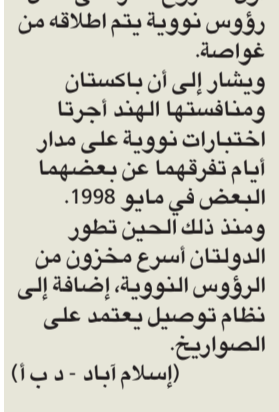 رؤوس نووية يتم اطلاقه من
غواصة.
ويشار إلى أن باكستان
ومنافستها الهند أجرتا
اختبارات نووية على مدار
أيام تفرقهما عن بعضهما
البعض في مايو 1998.
ومنذ ذلك الحين تطور
الدولتان أسرع مخزون من
الرؤوس النووية، إضافة إلى
نظام توصيل يعتمد على
الصواريخ.
(إسلام آباد - د ب أ)